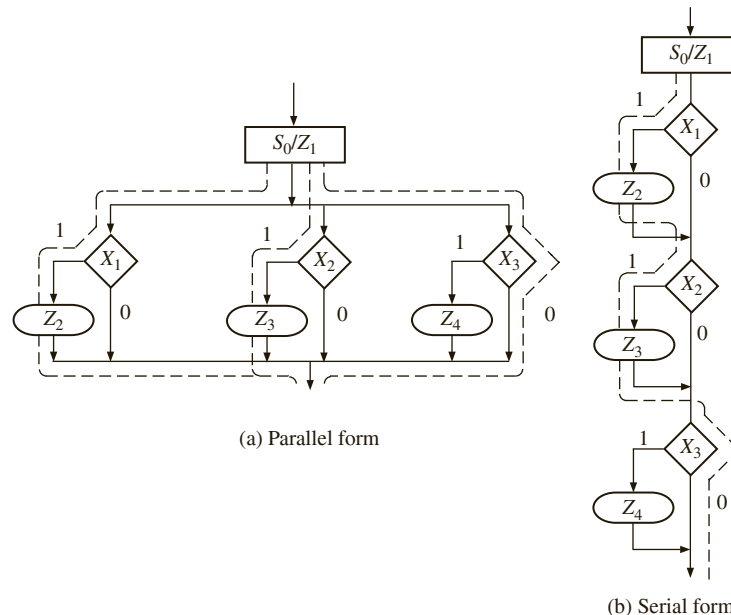 S₀/Z₁
1
X₁
0
Z₂
1
X₂
0
Z₃
1
X₃
0
Z₄
(a) Parallel form
S₀/Z₁
1
X₁
0
Z₂
1
X₂
0
Z₃
1
X₃
0
Z₄
(b) Serial form